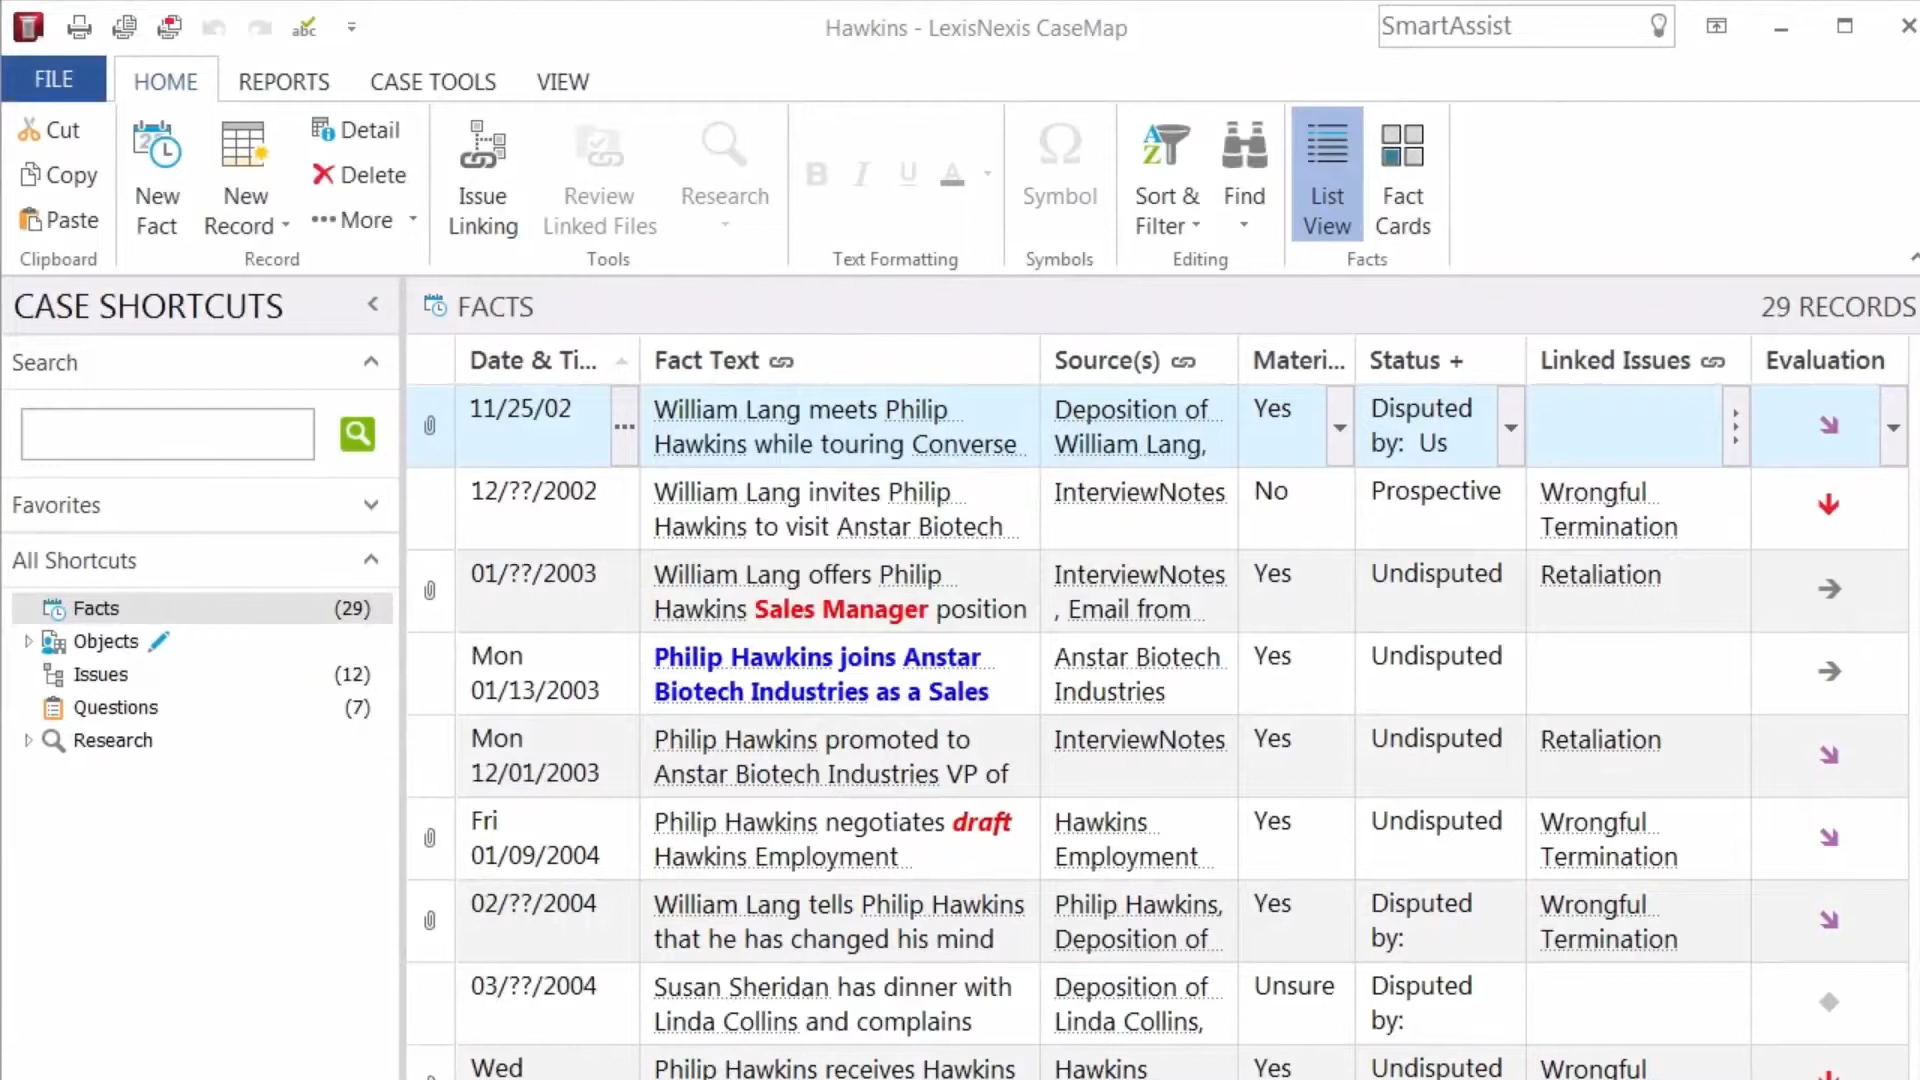 abc
Hawkins - LexisNexis CaseMap
SmartAssist
FILE
HOME
REPORTS
CASE TOOLS
VIEW
Cut
Copy
Paste
Clipboard
New
Fact
New
Record
Detail
Delete
More
Record
Issue
Linking
Review
Linked Files
Research
Tools
B I U A
Text Formatting
Ω
Symbol
Symbols
AZ
Sort &
Filter
Find
Editing
List
View
Fact
Cards
Facts
CASE SHORTCUTS
Search
Favorites
All Shortcuts
Facts (29)
Objects
Issues (12)
Questions (7)
Research
FACTS
29 RECORDS
Date & Ti... Fact Text Source(s) Materi... Status + Linked Issues Evaluation
11/25/02 William Lang meets Philip Deposition of Yes Disputed
Hawkins while touring Converse William Lang, by: Us
12/??/2002 William Lang invites Philip InterviewNotes No Prospective Wrongful
Hawkins to visit Anstar Biotech Termination
01/??/2003 William Lang offers Philip InterviewNotes Yes Undisputed Retaliation
Hawkins Sales Manager position , Email from
Mon Philip Hawkins joins Anstar Anstar Biotech Yes Undisputed
01/13/2003 Biotech Industries as a Sales Industries
Mon Philip Hawkins promoted to InterviewNotes Yes Undisputed Retaliation
12/01/2003 Anstar Biotech Industries VP of
Fri Philip Hawkins negotiates draft Hawkins Yes Undisputed Wrongful
01/09/2004 Hawkins Employment Employment Termination
02/??/2004 William Lang tells Philip Hawkins Philip Hawkins, Yes Disputed Wrongful
that he has changed his mind Deposition of by: Termination
03/??/2004 Susan Sheridan has dinner with Deposition of Unsure Disputed
Linda Collins and complains Linda Collins, by:
Wed Philip Hawkins receives Hawkins Hawkins Yes Undisputed Wrongful